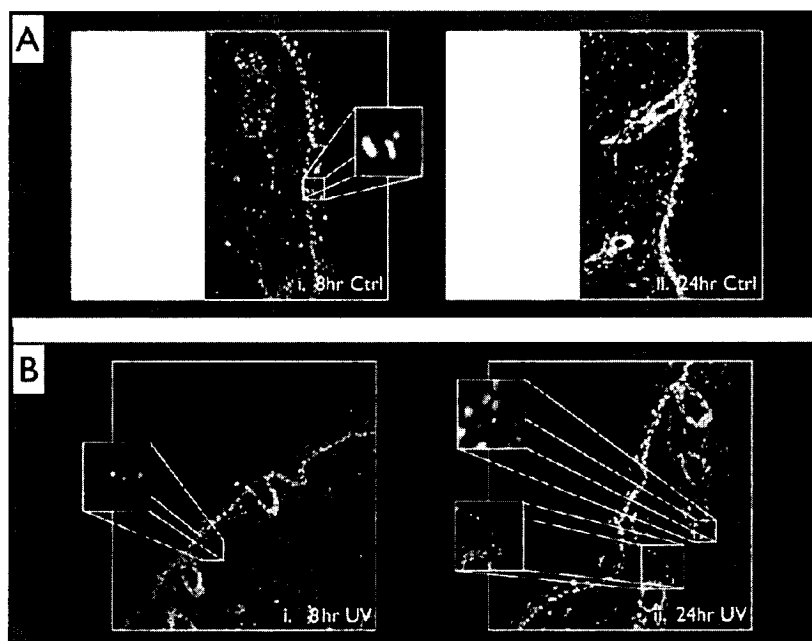 A
i. 8hr Ctrl
ii. 24hr Ctrl
B
i. 8hr UV
ii. 24hr UV